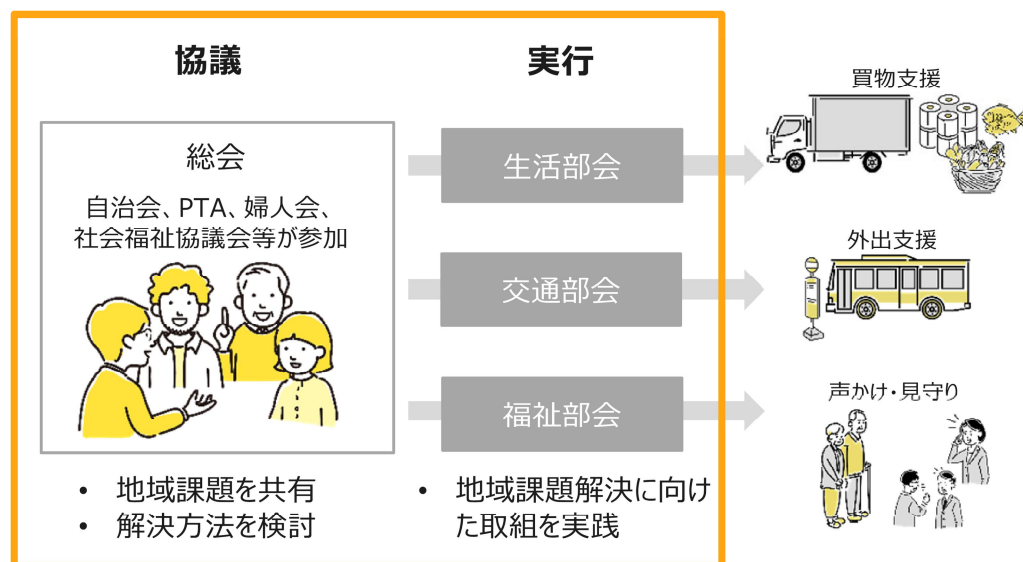 協議
総会
自治会、PTA、婦人会、
社会福祉協議会等が参加
• 地域課題を共有
• 解決方法を検討
実行
生活部会
交通部会
福祉部会
• 地域課題解決に向け
た取組を実践
買物支援
外出支援
声かけ・見守り